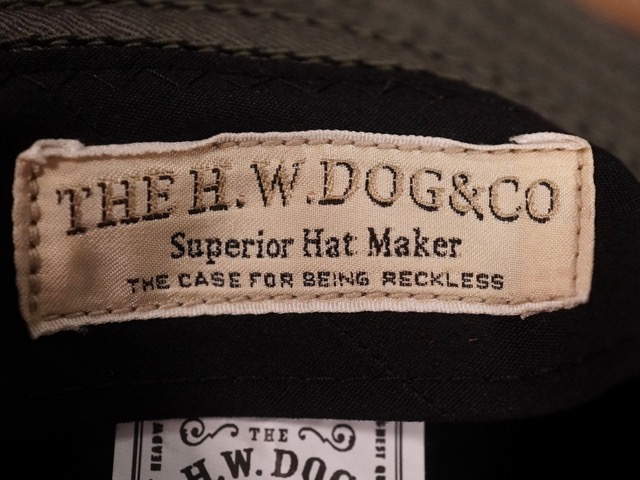 THE H.W.DOG&CO
Superior Hat Maker
THE CASE FOR BEING RECKLESS
THE
H.W.DOG